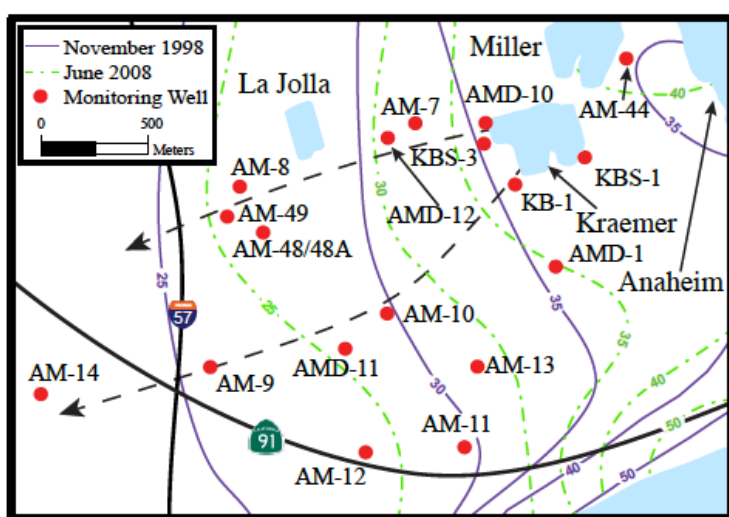 November 1998
June 2008
Monitoring Well
0 500
Meters
Miller
La Jolla
AM-7
AMD-10
AM-44
40
35
KBS-3
KBS-1
AM-8
30
AMD-12
KB-1
Kraemer
AM-49
AM-48/48A
AMD-1
Anaheim
25
25
35
57
AM-10
35
AM-14
AM-9
AMD-11
AM-13
30
40
AM-11
50
CALIFORNIA
91
AM-12
40
50